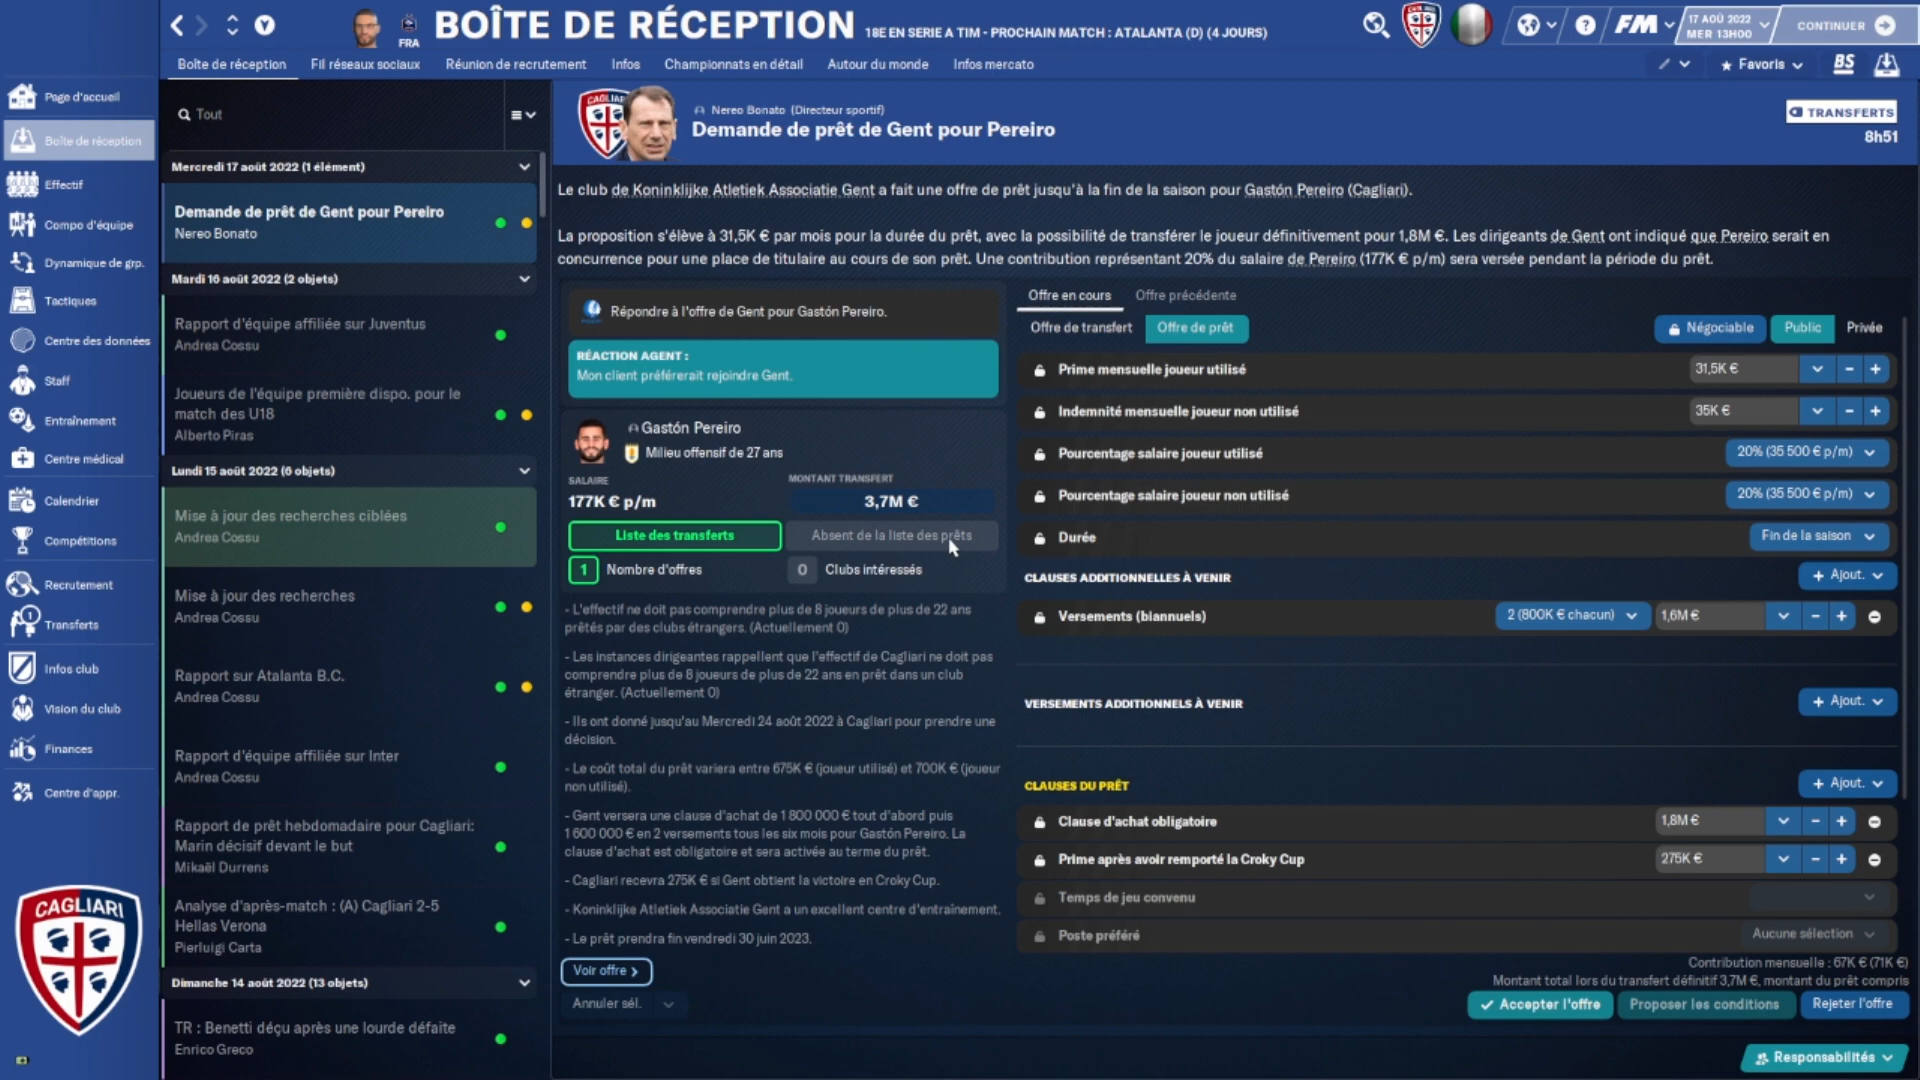 BOÎTE DE RÉCEPTION
FRA
18E EN SERIE A TIM - PROCHAIN MATCH : ATALANTA (D) (4 JOURS)
FM
17 AOÛ 2022
MER 13H00
CONTINUER
Boîte de réception
Fil réseaux sociaux
Réunion de recrutement
Infos
Championnats en détail
Autour du monde
Infos mercato
Favoris
BS
Page d'accueil
Boîte de réception
Effectif
Compo d'équipe
Dynamique de grp.
Tactiques
Centre des données
Staff
Entraînement
Centre médical
Calendrier
Compétitions
Recrutement
Transferts
Infos club
Vision du club
Finances
Centre d'appr.
CAGLIARI
Tout
Mercredi 17 août 2022 (1 élément)
Demande de prêt de Gent pour Pereiro
Nereo Bonato
Mardi 16 août 2022 (2 objets)
Rapport d'équipe affiliée sur Juventus
Andrea Cossu
Joueurs de l'équipe première dispo. pour le
match des U18
Alberto Piras
Lundi 15 août 2022 (6 objets)
Mise à jour des recherches ciblées
Andrea Cossu
Mise à jour des recherches
Andrea Cossu
Rapport sur Atalanta B.C.
Andrea Cossu
Rapport d'équipe affiliée sur Inter
Andrea Cossu
Rapport de prêt hebdomadaire pour Cagliari:
Marin décisif devant le but
Mikaël Durrens
Analyse d'après-match : (A) Cagliari 2-5
Hellas Verona
Pierluigi Carta
Dimanche 14 août 2022 (13 objets)
TR : Benetti déçu après une lourde défaite
Enrico Greco
Nereo Bonato (Directeur sportif)
Demande de prêt de Gent pour Pereiro
TRANSFERTS
8h51
Le club de Koninklijke Atletiek Associatie Gent a fait une offre de prêt jusqu'à la fin de la saison pour Gastón Pereiro (Cagliari).
La proposition s'élève à 31,5K € par mois pour la durée du prêt, avec la possibilité de transférer le joueur définitivement pour 1,8M €. Les dirigeants de Gent ont indiqué que Pereiro serait en
concurrence pour une place de titulaire au cours de son prêt. Une contribution représentant 20% du salaire de Pereiro (177K € p/m) sera versée pendant la période du prêt.
Répondre à l'offre de Gent pour Gastón Pereiro.
RÉACTION AGENT :
Mon client préférerait rejoindre Gent.
Gastón Pereiro
Milieu offensif de 27 ans
SALAIRE
177K € p/m
MONTANT TRANSFERT
3,7M €
Liste des transferts
Absent de la liste des prêts
1 Nombre d'offres
0 Clubs intéressés
- L'effectif ne doit pas comprendre plus de 8 joueurs de plus de 22 ans
prêtés par des clubs étrangers. (Actuellement 0)
- Les instances dirigeantes rappellent que l'effectif de Cagliari ne doit pas
comprendre plus de 8 joueurs de plus de 22 ans en prêt dans un club
étranger. (Actuellement 0)
- Ils ont donné jusqu'au Mercredi 24 août 2022 à Cagliari pour prendre une
décision.
- Le coût total du prêt variera entre 675K € (joueur utilisé) et 700K € (joueur
non utilisé).
- Gent versera une clause d'achat de 1 800 000 € tout d'abord puis
1 600 000 € en 2 versements tous les six mois pour Gastón Pereiro. La
clause d'achat est obligatoire et sera activée au terme du prêt.
- Cagliari recevra 275K € si Gent obtient la victoire en Croky Cup.
- Koninklijke Atletiek Associatie Gent a un excellent centre d'entraînement.
- Le prêt prendra fin vendredi 30 juin 2023.
Voir offre
Annuler sél.
Offre en cours
Offre précédente
Offre de transfert
Offre de prêt
Négociable
Public
Privée
Prime mensuelle joueur utilisé 31,5K €
Indemnité mensuelle joueur non utilisé 35K €
Pourcentage salaire joueur utilisé 20% (35 500 € p/m)
Pourcentage salaire joueur non utilisé 20% (35 500 € p/m)
Durée Fin de la saison
CLAUSES ADDITIONNELLES À VENIR + Ajout.
Versements (biannuels) 2 (800K € chacun) 1,6M €
VERSEMENTS ADDITIONNELS À VENIR + Ajout.
CLAUSES DU PRÊT + Ajout.
Clause d'achat obligatoire 1,8M €
Prime après avoir remporté la Croky Cup 275K €
Temps de jeu convenu
Poste préféré Aucune sélection
Contribution mensuelle : 67K € (71K €)
Montant total lors du transfert définitif 3,7M €, montant du prêt compris
Accepter l'offre
Proposer les conditions
Rejeter l'offre
Responsabilités